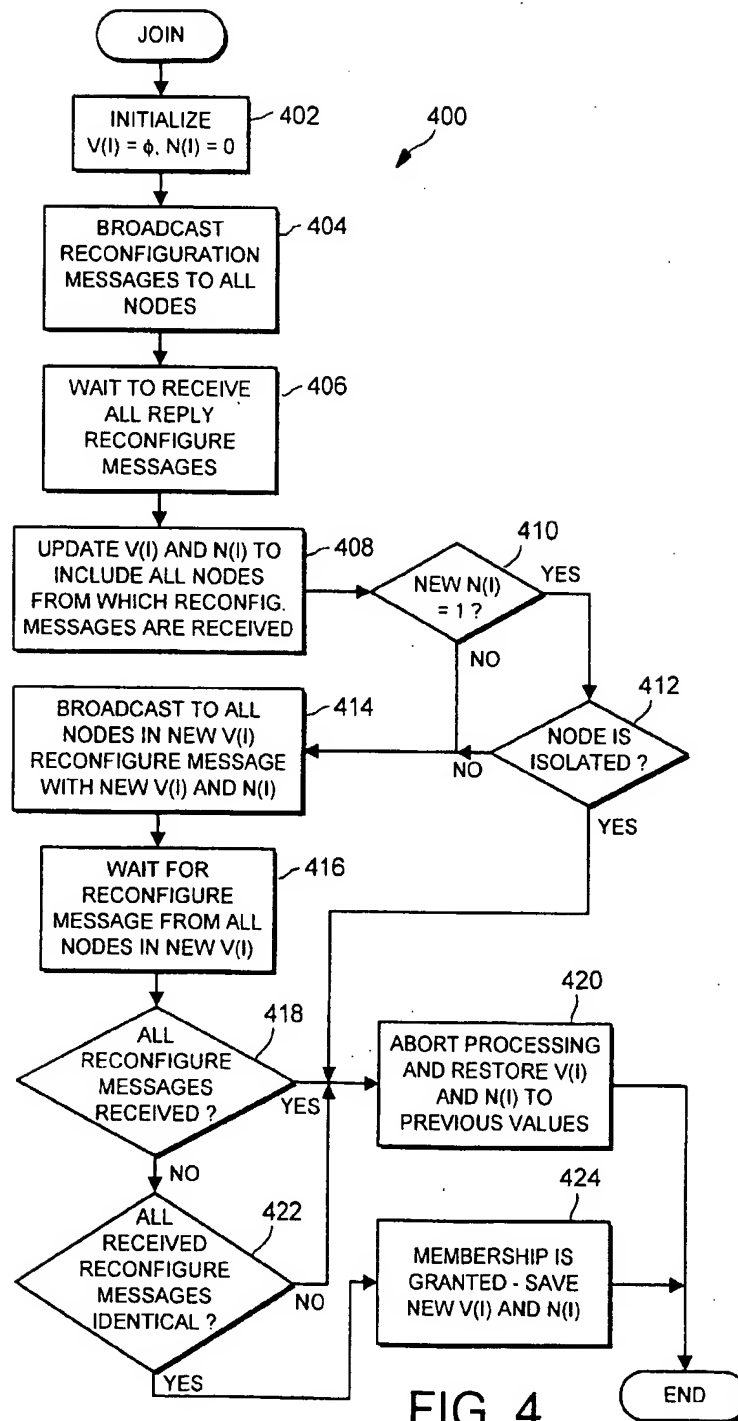 JOIN
INITIALIZE
V(I) = ϕ, N(I) = 0
402
400
BROADCAST
RECONFIGURATION
MESSAGES TO ALL
NODES
404
WAIT TO RECEIVE
ALL REPLY
RECONFIGURE
MESSAGES
406
UPDATE V(I) AND N(I) TO
INCLUDE ALL NODES
FROM WHICH RECONFIG.
MESSAGES ARE RECEIVED
408
NEW N(I)
= 1 ?
410
YES
NO
NODE IS
ISOLATED ?
412
NO
YES
BROADCAST TO ALL
NODES IN NEW V(I)
RECONFIGURE MESSAGE
WITH NEW V(I) AND N(I)
414
WAIT FOR
RECONFIGURE
MESSAGE FROM ALL
NODES IN NEW V(I)
416
ALL
RECONFIGURE
MESSAGES
RECEIVED ?
418
YES
NO
ABORT PROCESSING
AND RESTORE V(I)
AND N(I) TO
PREVIOUS VALUES
420
ALL
RECEIVED
RECONFIGURE
MESSAGES
IDENTICAL ?
422
NO
YES
MEMBERSHIP IS
GRANTED - SAVE
NEW V(I) AND N(I)
424
END
FIG. 4